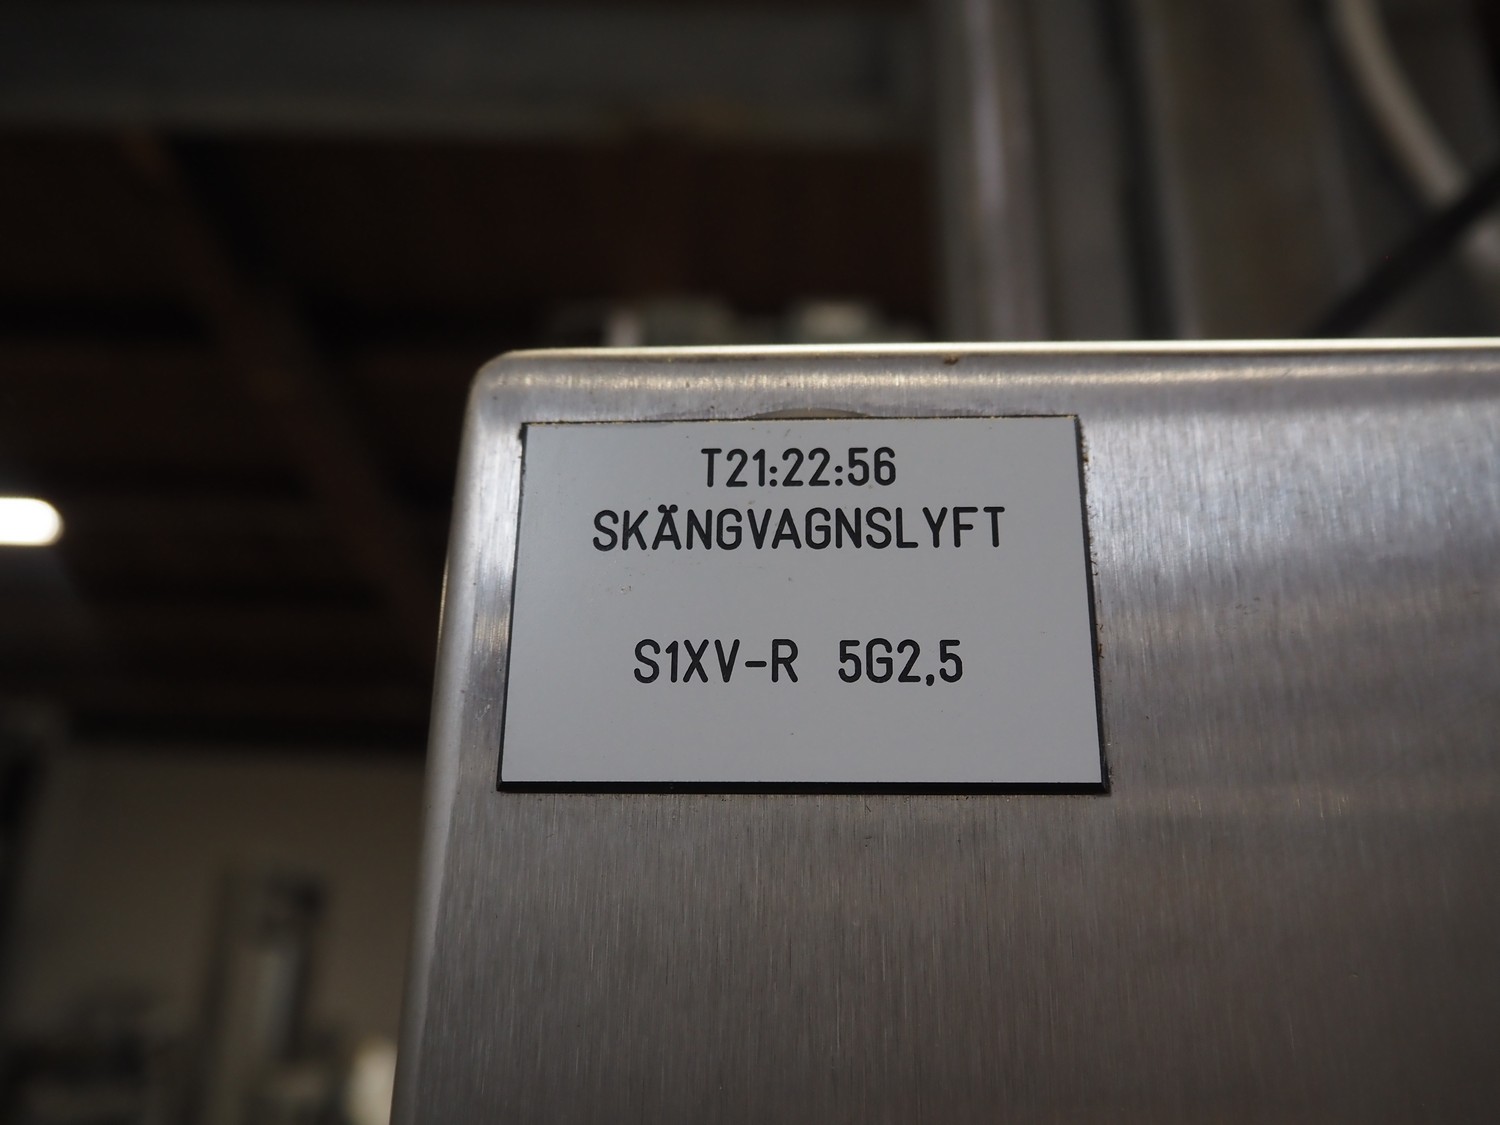 T21:22:56
SKÄNGVAGNSLYFT
S1XV-R 5G2,5